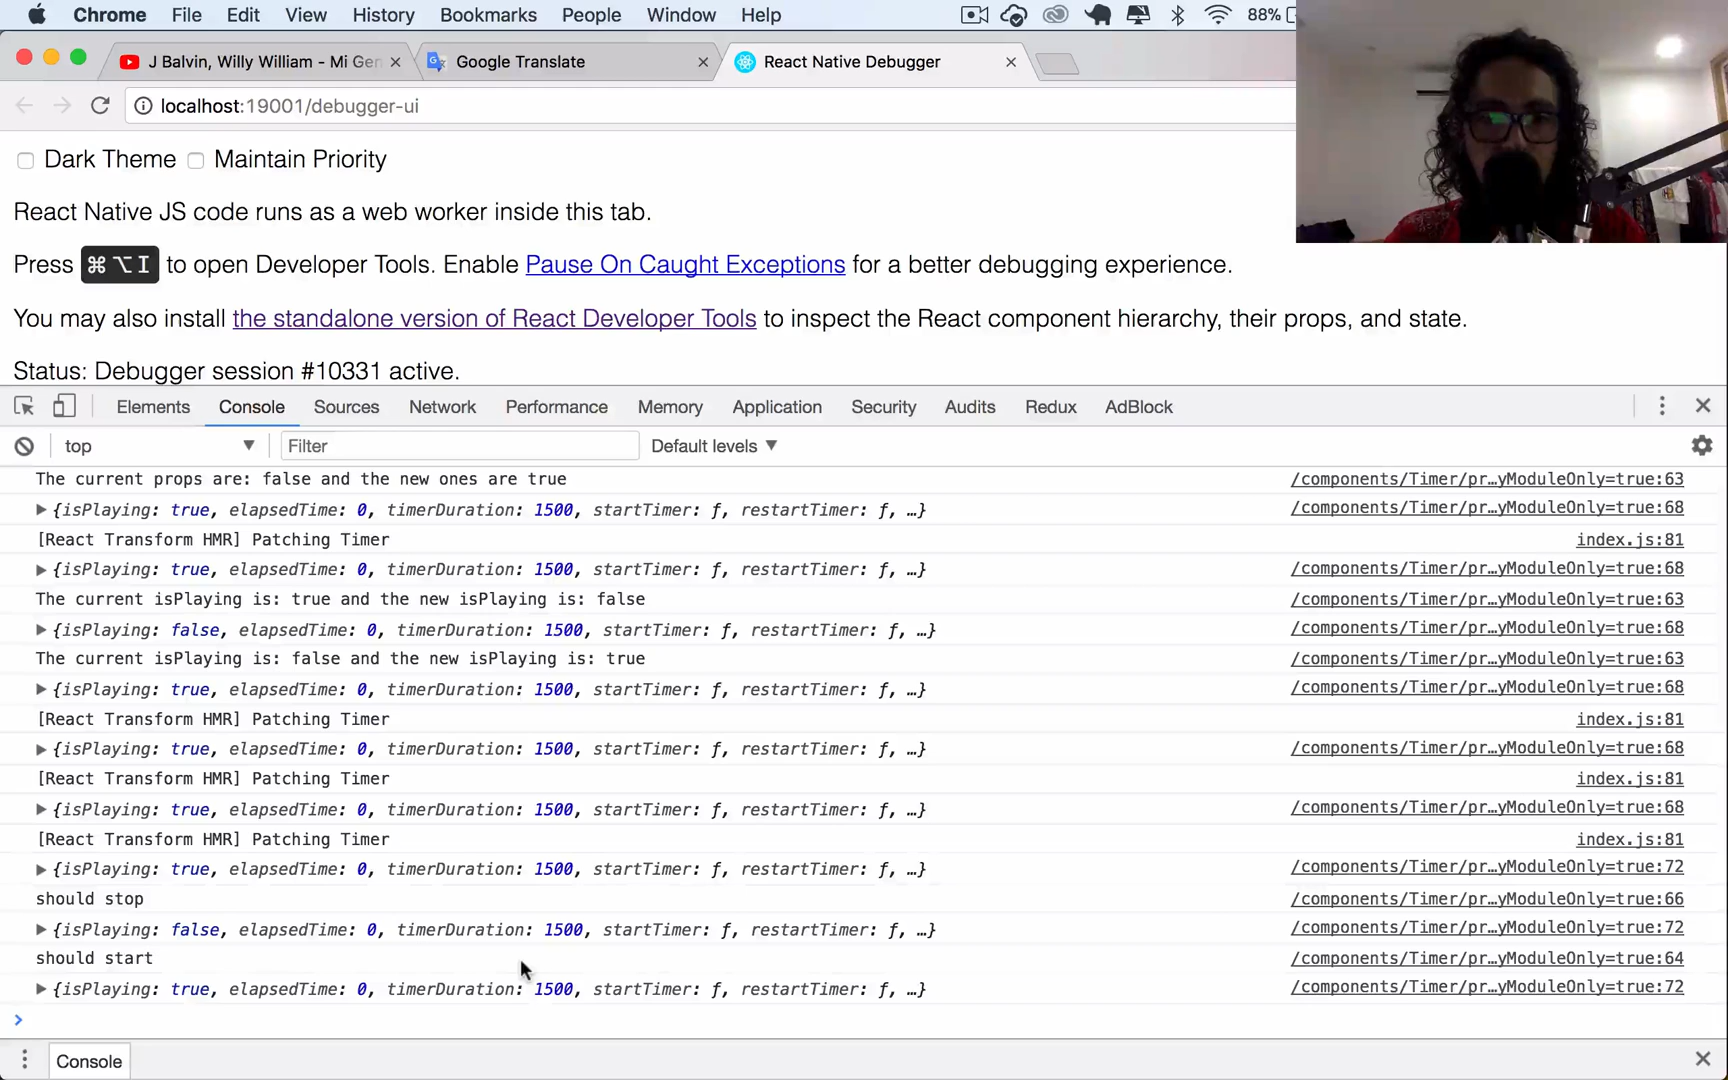 Chrome File Edit View History Bookmarks People Window Help 88%
J Balvin, Willy William - Mi Gen
Google Translate
React Native Debugger
localhost:19001/debugger-ui
Dark Theme Maintain Priority
React Native JS code runs as a web worker inside this tab.
Press ⌘⌥I to open Developer Tools. Enable Pause On Caught Exceptions for a better debugging experience.
You may also install the standalone version of React Developer Tools to inspect the React component hierarchy, their props, and state.
Status: Debugger session #10331 active.
Elements Console Sources Network Performance Memory Application Security Audits Redux AdBlock
top Filter Default levels ▼
The current props are: false and the new ones are true /components/Timer/pr…yModuleOnly=true:63
▶ {isPlaying: true, elapsedTime: 0, timerDuration: 1500, startTimer: ƒ, restartTimer: ƒ, …} /components/Timer/pr…yModuleOnly=true:68
[React Transform HMR] Patching Timer index.js:81
▶ {isPlaying: true, elapsedTime: 0, timerDuration: 1500, startTimer: ƒ, restartTimer: ƒ, …} /components/Timer/pr…yModuleOnly=true:68
The current isPlaying is: true and the new isPlaying is: false /components/Timer/pr…yModuleOnly=true:63
▶ {isPlaying: false, elapsedTime: 0, timerDuration: 1500, startTimer: ƒ, restartTimer: ƒ, …} /components/Timer/pr…yModuleOnly=true:68
The current isPlaying is: false and the new isPlaying is: true /components/Timer/pr…yModuleOnly=true:63
▶ {isPlaying: true, elapsedTime: 0, timerDuration: 1500, startTimer: ƒ, restartTimer: ƒ, …} /components/Timer/pr…yModuleOnly=true:68
[React Transform HMR] Patching Timer index.js:81
▶ {isPlaying: true, elapsedTime: 0, timerDuration: 1500, startTimer: ƒ, restartTimer: ƒ, …} /components/Timer/pr…yModuleOnly=true:68
[React Transform HMR] Patching Timer index.js:81
▶ {isPlaying: true, elapsedTime: 0, timerDuration: 1500, startTimer: ƒ, restartTimer: ƒ, …} /components/Timer/pr…yModuleOnly=true:68
[React Transform HMR] Patching Timer index.js:81
▶ {isPlaying: true, elapsedTime: 0, timerDuration: 1500, startTimer: ƒ, restartTimer: ƒ, …} /components/Timer/pr…yModuleOnly=true:72
should stop /components/Timer/pr…yModuleOnly=true:66
▶ {isPlaying: false, elapsedTime: 0, timerDuration: 1500, startTimer: ƒ, restartTimer: ƒ, …} /components/Timer/pr…yModuleOnly=true:72
should start /components/Timer/pr…yModuleOnly=true:64
▶ {isPlaying: true, elapsedTime: 0, timerDuration: 1500, startTimer: ƒ, restartTimer: ƒ, …} /components/Timer/pr…yModuleOnly=true:72
Console